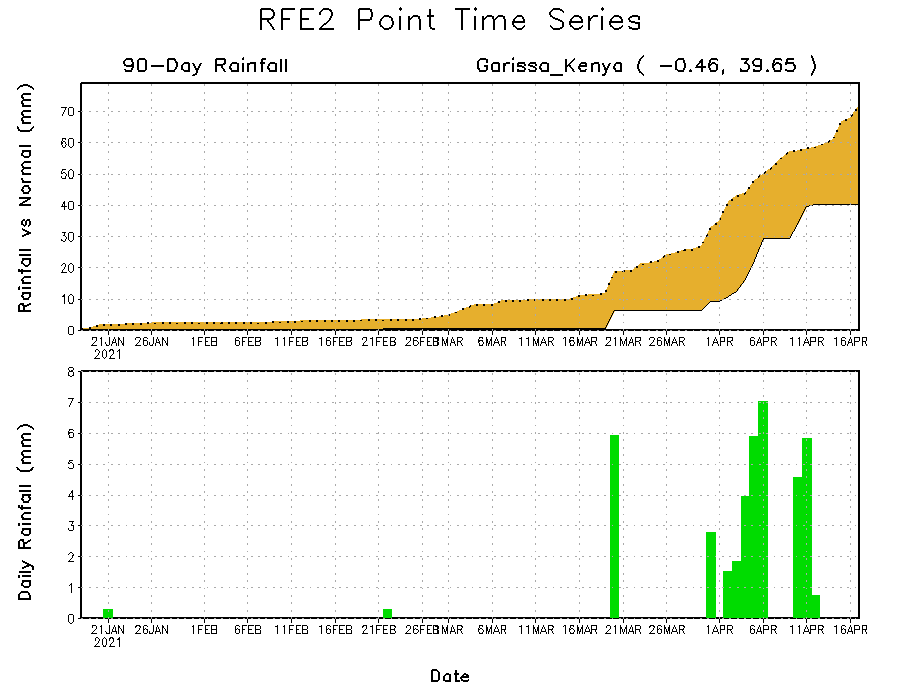 RFE2 Point Time Series
90-Day Rainfall
Garissa_Kenya ( -0.46, 39.65 )
Rainfall vs Normal (mm)
70
60
50
40
30
20
10
0
21JAN 26JAN 1FEB 6FEB 11FEB 16FEB 21FEB 26FEB 1MAR 6MAR 11MAR 16MAR 21MAR 26MAR 1APR 6APR 11APR 16APR
2021
Daily Rainfall (mm)
8
7
6
5
4
3
2
1
0
21JAN 26JAN 1FEB 6FEB 11FEB 16FEB 21FEB 26FEB 1MAR 6MAR 11MAR 16MAR 21MAR 26MAR 1APR 6APR 11APR 16APR
2021
Date